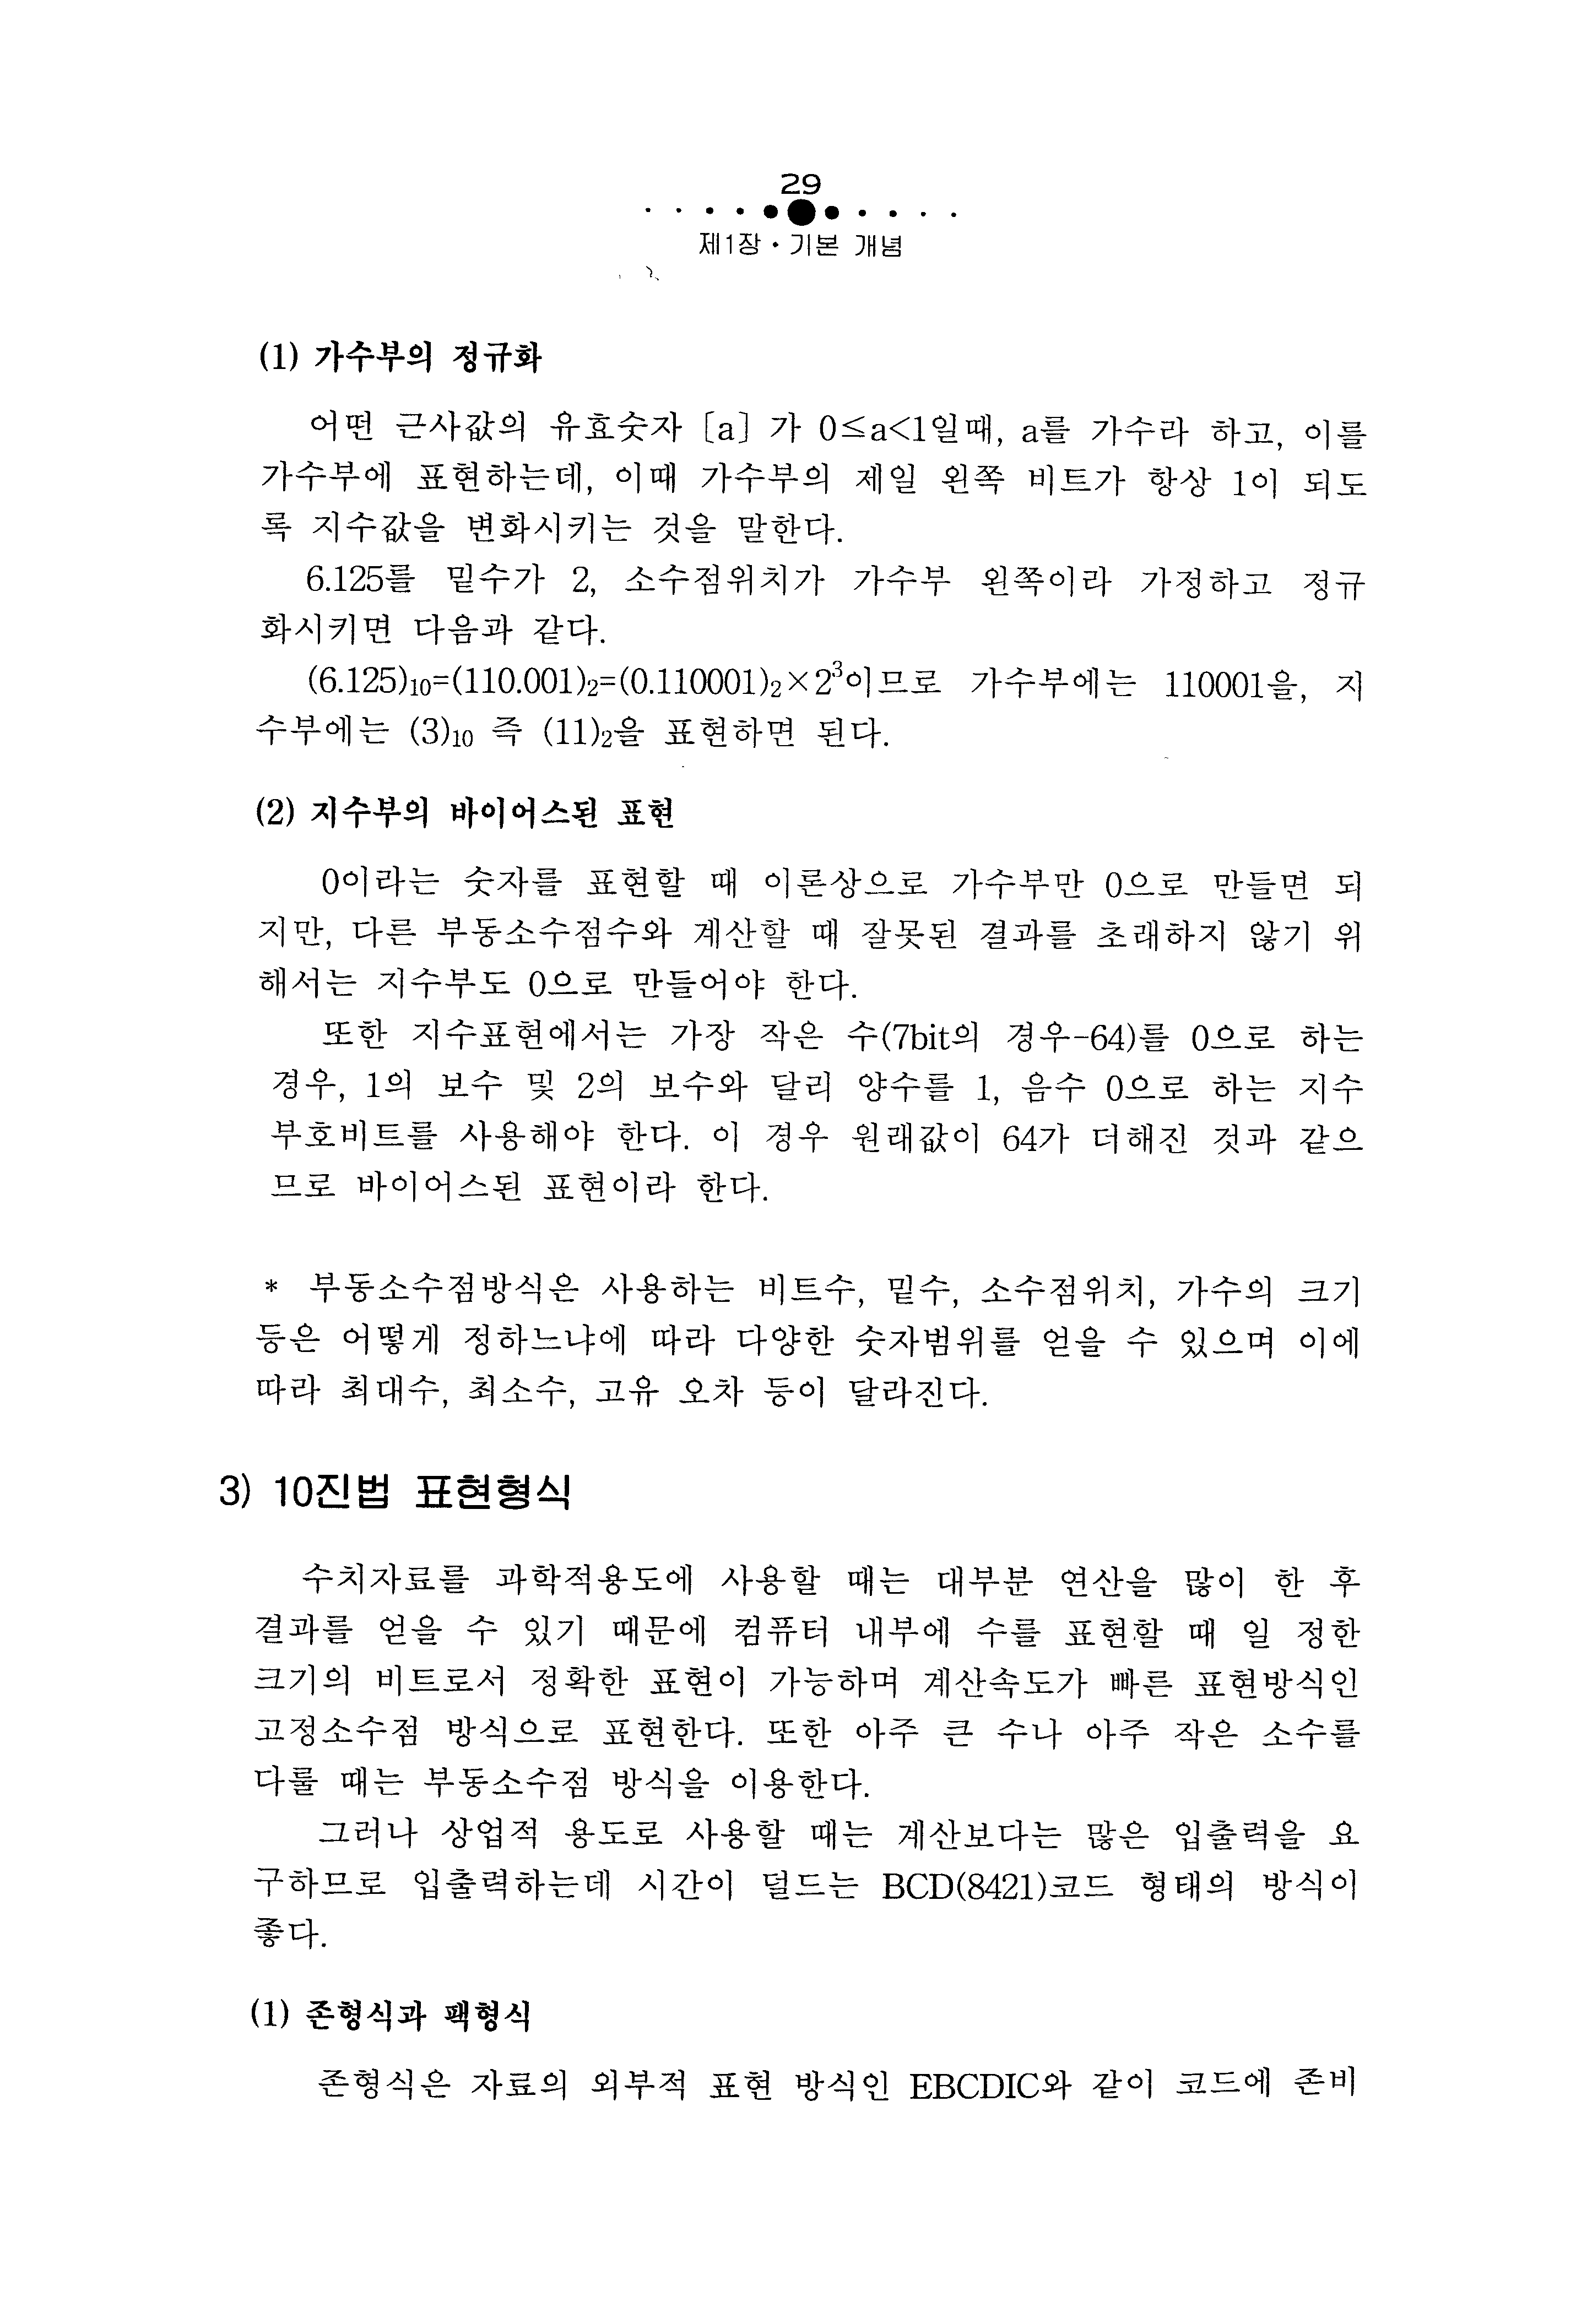 29
제1장 · 기본 개념
(1) 가수부의 정규화
어떤 근사값의 유효숫자 [a] 가 0≤a<1일때, a를 가수라 하고, 이를
가수부에 표현하는데, 이때 가수부의 제일 왼쪽 비트가 항상 1이 되도
록 지수값을 변화시키는 것을 말한다.
6.125를 밑수가 2, 소수점위치가 가수부 왼쪽이라 가정하고 정규
화시키면 다음과 같다.
(6.125)₁₀=(110.001)₂=(0.110001)₂×2³이므로 가수부에는 110001을, 지
수부에는 (3)₁₀ 즉 (11)₂을 표현하면 된다.
(2) 지수부의 바이어스된 표현
0이라는 숫자를 표현할 때 이론상으로 가수부만 0으로 만들면 되
지만, 다른 부동소수점수와 계산할 때 잘못된 결과를 초래하지 않기 위
해서는 지수부도 0으로 만들어야 한다.
또한 지수표현에서는 가장 작은 수(7bit의 경우-64)를 0으로 하는
경우, 1의 보수 및 2의 보수와 달리 양수를 1, 음수 0으로 하는 지수
부호비트를 사용해야 한다. 이 경우 원래값이 64가 더해진 것과 같으
므로 바이어스된 표현이라 한다.
* 부동소수점방식은 사용하는 비트수, 밑수, 소수점위치, 가수의 크기
등은 어떻게 정하느냐에 따라 다양한 숫자범위를 얻을 수 있으며 이에
따라 최대수, 최소수, 고유 오차 등이 달라진다.
3) 10진법 표현형식
수치자료를 과학적용도에 사용할 때는 대부분 연산을 많이 한 후
결과를 얻을 수 있기 때문에 컴퓨터 내부에 수를 표현할 때 일 정한
크기의 비트로서 정확한 표현이 가능하며 계산속도가 빠른 표현방식인
고정소수점 방식으로 표현한다. 또한 아주 큰 수나 아주 작은 소수를
다룰 때는 부동소수점 방식을 이용한다.
그러나 상업적 용도로 사용할 때는 계산보다는 많은 입출력을 요
구하므로 입출력하는데 시간이 덜드는 BCD(8421)코드 형태의 방식이
좋다.
(1) 존형식과 팩형식
존형식은 자료의 외부적 표현 방식인 EBCDIC와 같이 코드에 존비